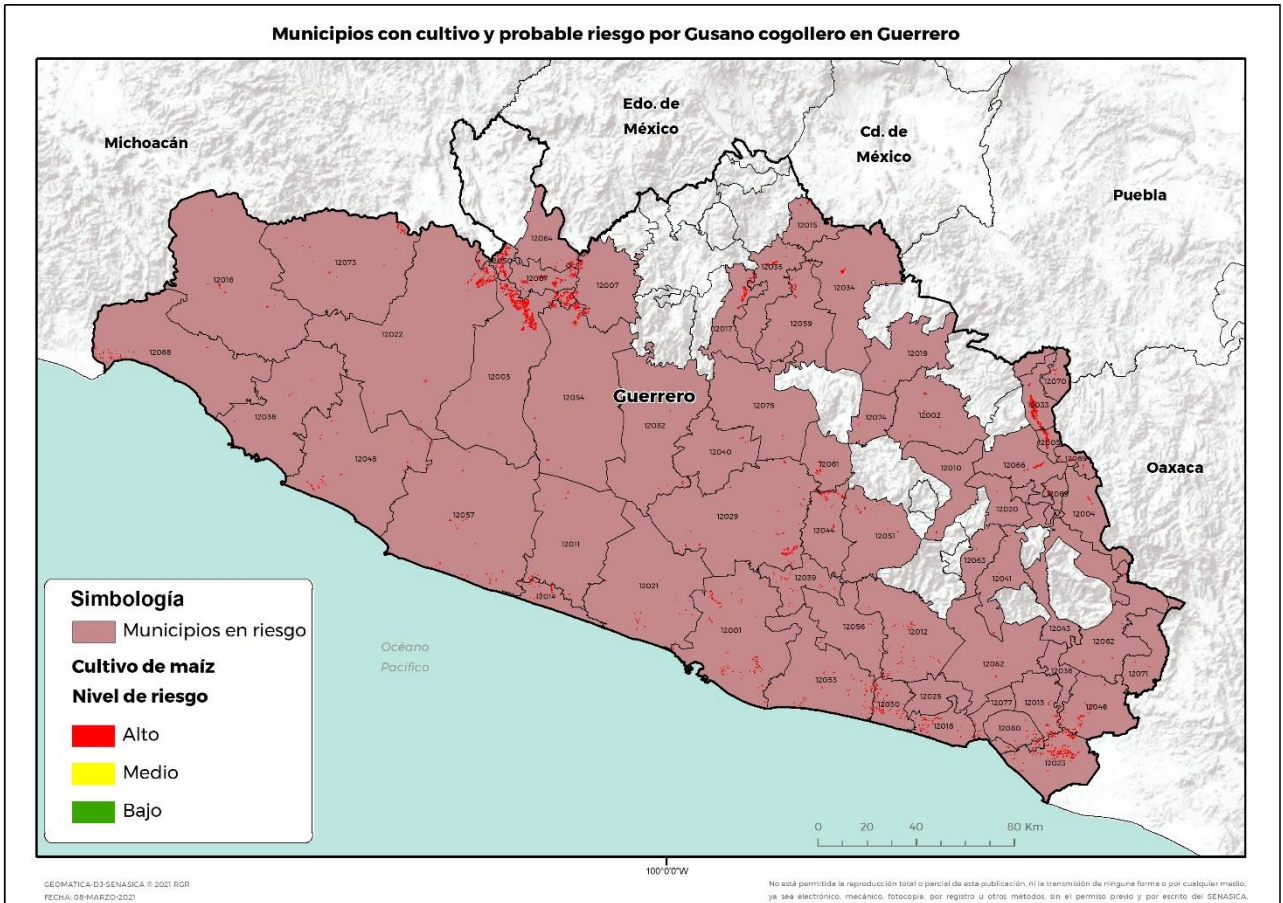 Municipios con cultivo y probable riesgo por Gusano cogollero en Guerrero
Edo. de
México
Cd. de
México
Michoacán
Puebla
12015
12064
12050
12067
12007
12035
12016
12073
12034
12017
12059
12022
12019
12068
12003
12054
Guerrero
12070
12033
12038
12032
12075
12074
12002
12040
12061
12010
12066
12048
Oaxaca
12069
12020
12004
12057
12029
12011
12044
12051
12063
12041
12039
12021
12014
12001
12056
12012
12043
12062
Océano
Pacífico
12036
12071
12053
12025
12077
12013
12046
12030
12018
12080
12023
Simbología
Municipios en riesgo
Cultivo de maíz
Nivel de riesgo
Alto
Medio
Bajo
0 20 40 80 Km
100°0'0"W
GEOMATICA-DJ-SENASICA © 2021 RGR
FECHA: 08-MARZO-2021
No está permitida la reproducción total o parcial de esta publicación, ni la transmisión de ninguna forma o por cualquier medio,
ya sea electrónico, mecánico, fotocopia, por registro u otros métodos, sin el permiso previo y por escrito del SENASICA.